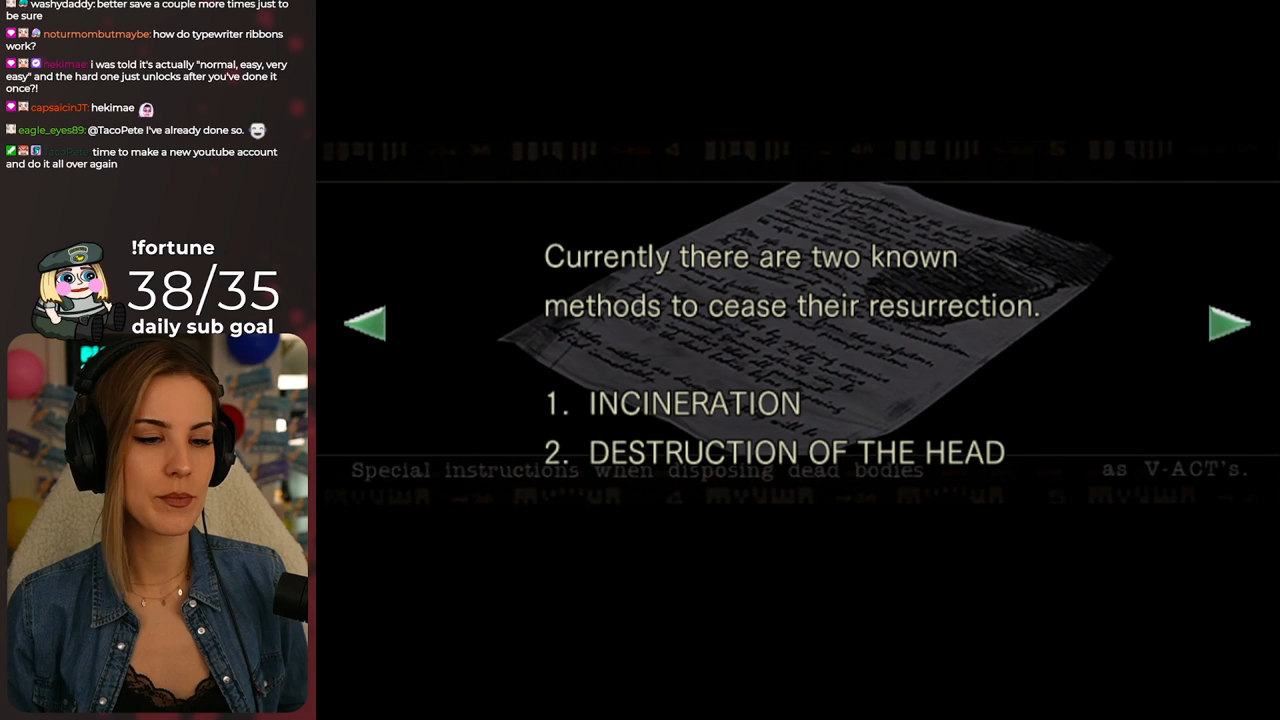 washydaddy: better save a couple more times just to
be sure
noturmombutmaybe: how do typewriter ribbons
work?
hekimae: i was told it's actually "normal, easy, very
easy" and the hard one just unlocks after you've done it
once?!
capsaicinJT: hekimae
eagle_eyes89: @TacoPete I've already done so.
TacoPete: time to make a new youtube account
and do it all over again
!fortune
38/35
daily sub goal
Currently there are two known
methods to cease their resurrection.
1. INCINERATION
2. DESTRUCTION OF THE HEAD
Special instructions when disposing dead bodies as V-ACT's.